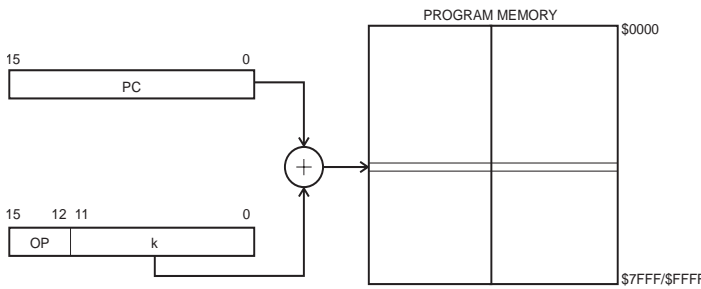 PROGRAM MEMORY
$0000
15 0
PC
+
15 12 11 0
OP k
$7FFF/$FFFF